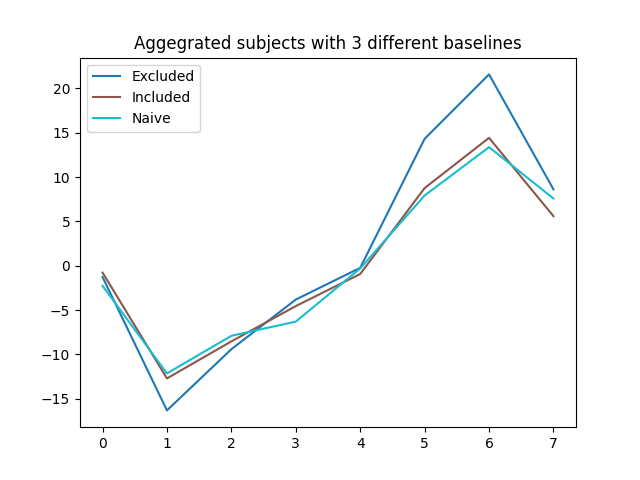 Aggegrated subjects with 3 different baselines
Excluded
Included
Naive
20
15
10
5
0
−5
−10
−15
0 1 2 3 4 5 6 7